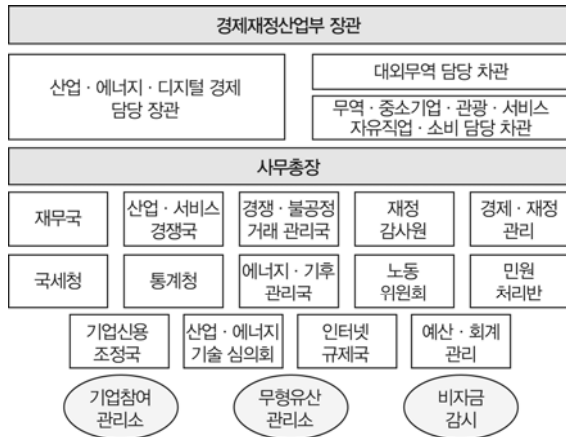 경제재정산업부 장관
산업·에너지·디지털 경제
담당 장관
대외무역 담당 차관
무역·중소기업·관광·서비스
자유직업·소비 담당 차관
사무총장
재무국
산업·서비스
경쟁국
경쟁·불공정
거래 관리국
재정
감사원
경제·재정
관리
국세청
통계청
에너지·기후
관리국
노동
위원회
민원
처리반
기업신용
조정국
산업·에너지
기술 심의회
인터넷
규제국
예산·회계
관리
기업참여
관리소
무형유산
관리소
비자금
감시